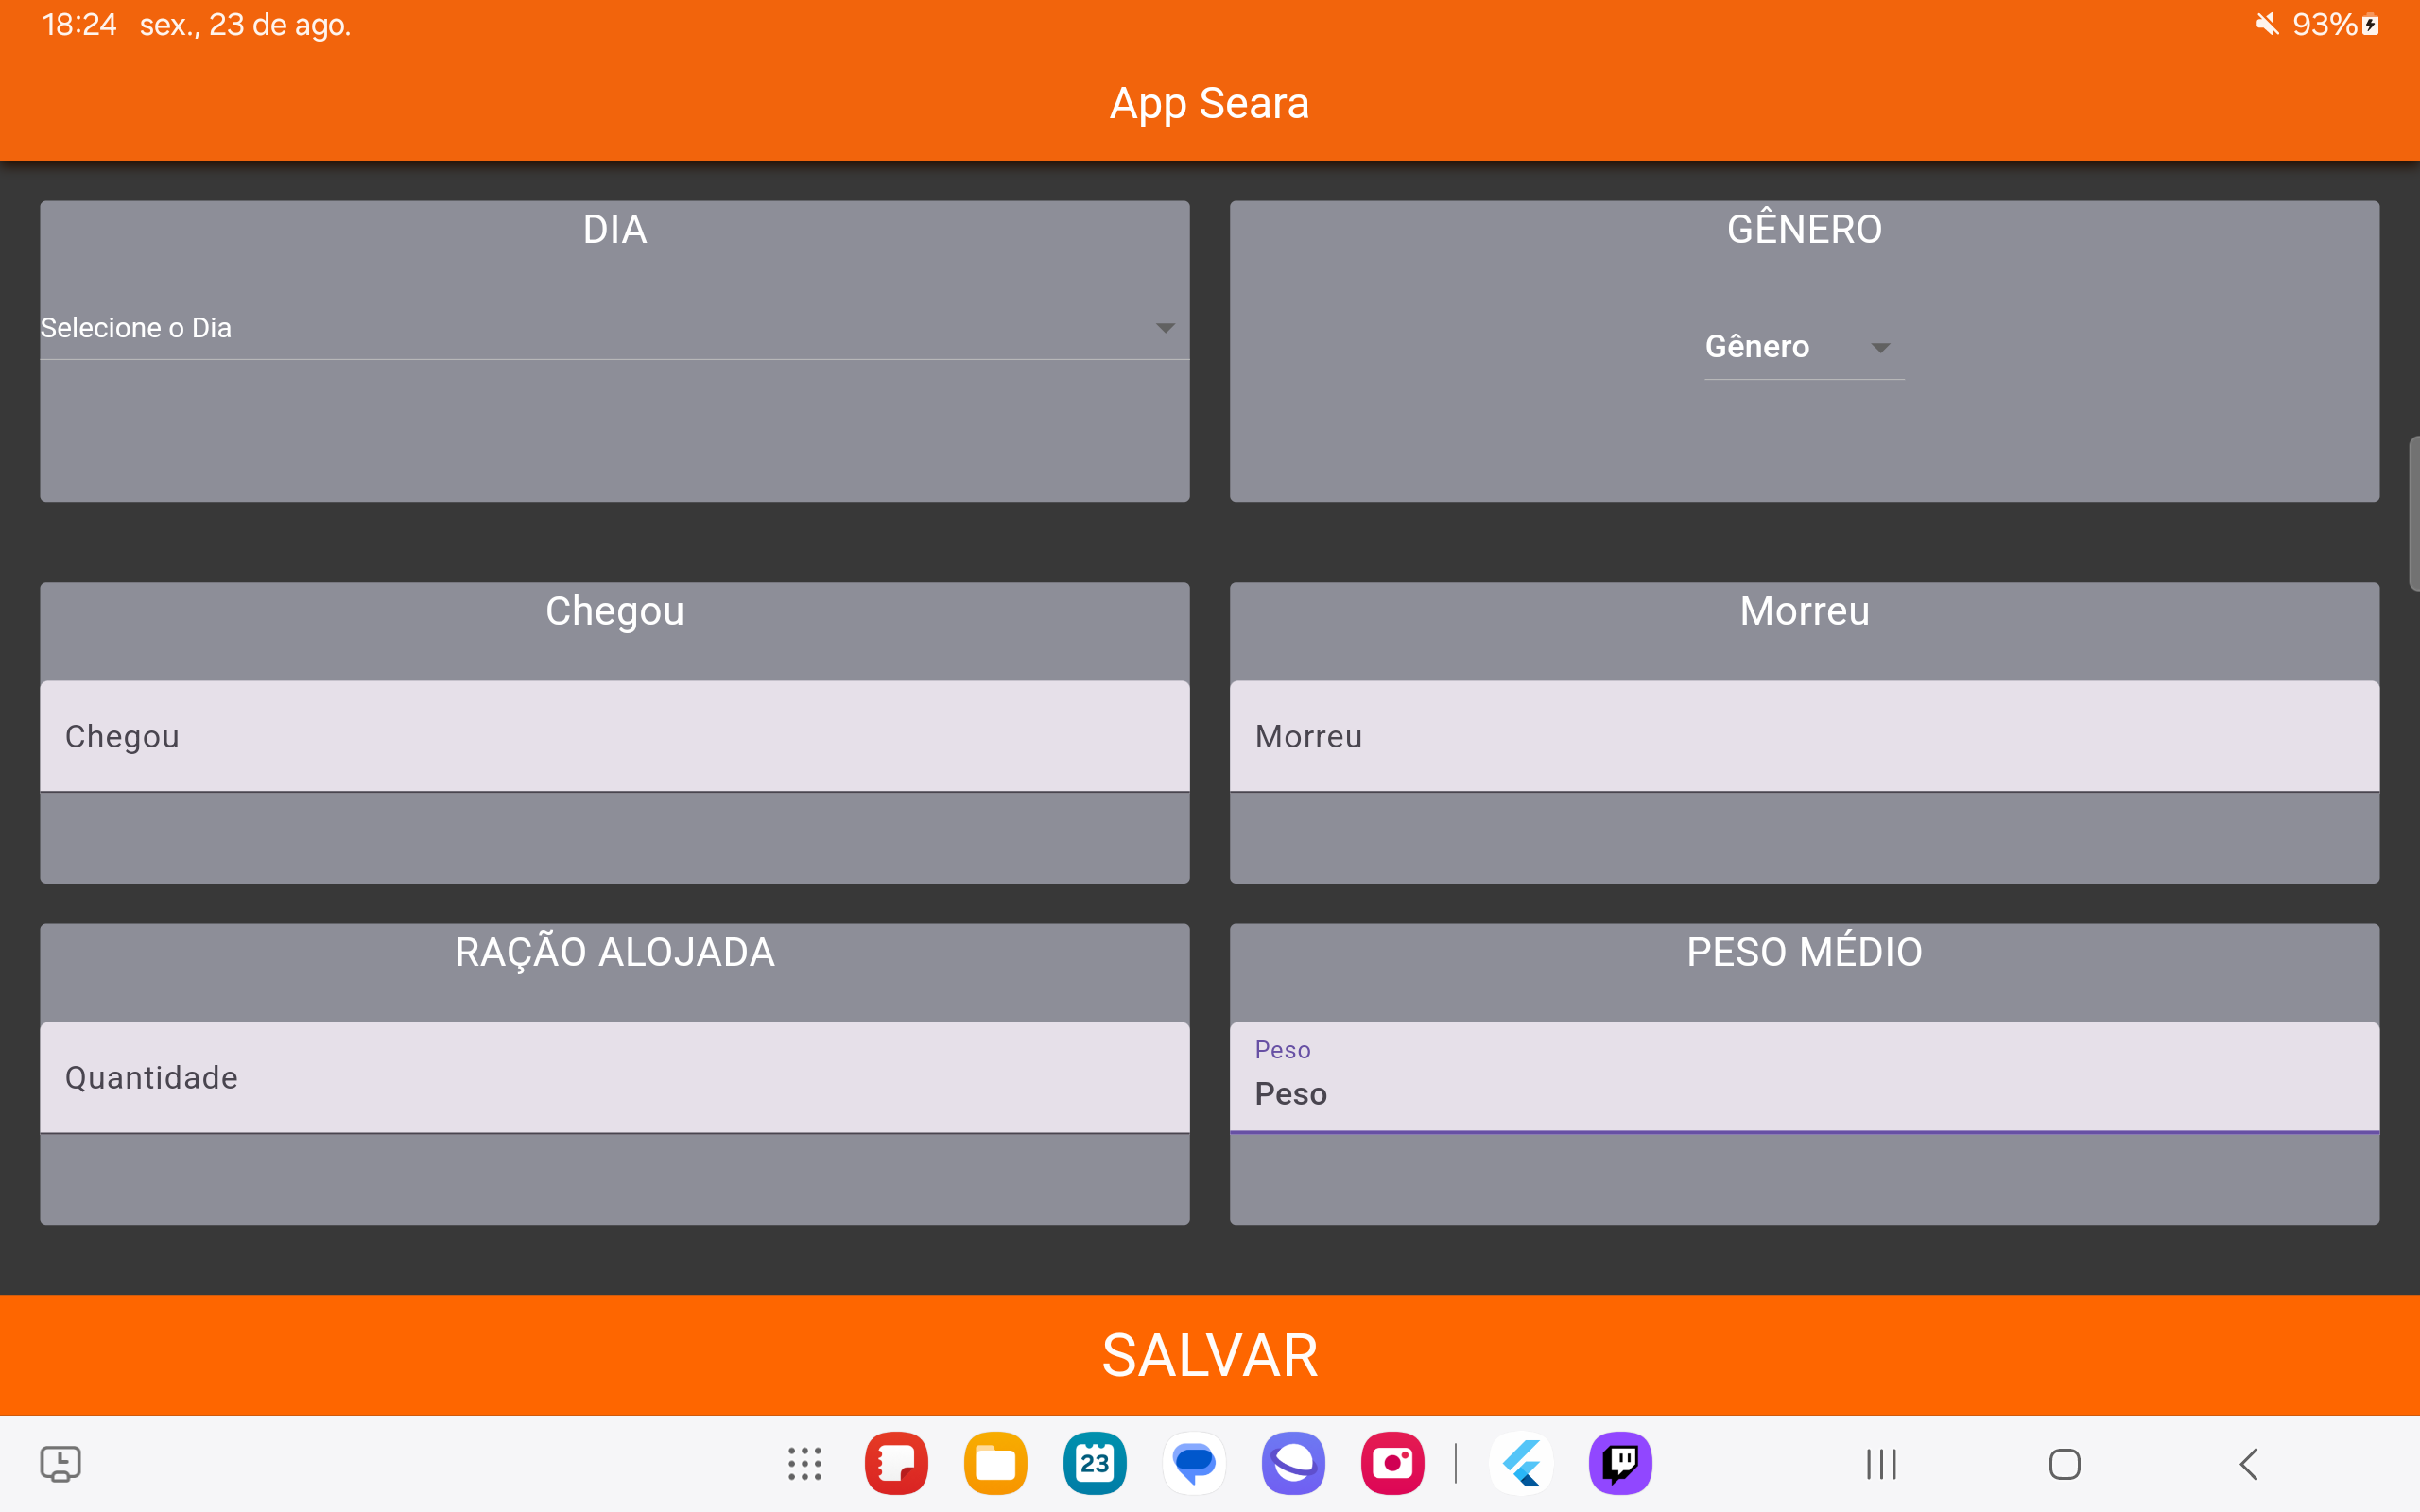 18:24 sex., 23 de ago.
93%
App Seara
DIA
GÊNERO
Selecione o Dia
Gênero
Chegou
Morreu
Chegou
Morreu
RAÇÃO ALOJADA
PESO MÉDIO
Quantidade
Peso
Peso
SALVAR
23